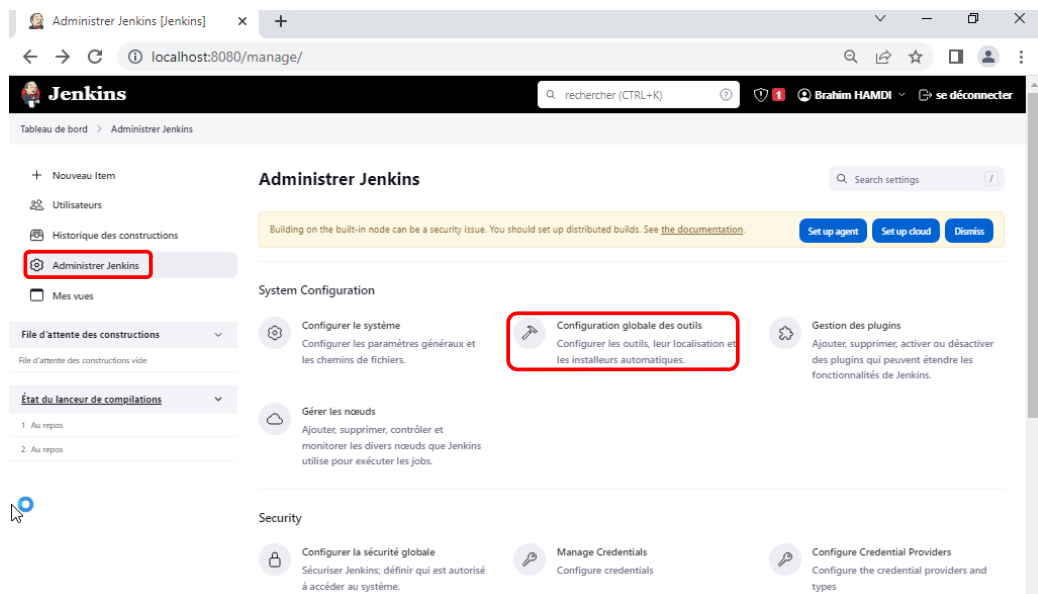 Administrer Jenkins [Jenkins]
localhost:8080/manage/
Jenkins
rechercher (CTRL+K)
1
Brahim HAMDI
se déconnecter
Tableau de bord > Administrer Jenkins
Nouveau Item
Utilisateurs
Historique des constructions
Administrer Jenkins
Mes vues
File d'attente des constructions
File d'attente des constructions vide
État du lanceur de compilations
1 Au repos
2 Au repos
Administrer Jenkins
Search settings
/
Building on the built-in node can be a security issue. You should set up distributed builds. See the documentation.
Set up agent
Set up cloud
Dismiss
System Configuration
Configurer le système
Configurer les paramètres généraux et
les chemins de fichiers.
Configuration globale des outils
Configurer les outils, leur localisation et
les installeurs automatiques.
Gestion des plugins
Ajouter, supprimer, activer ou désactiver
des plugins qui peuvent étendre les
fonctionnalités de Jenkins.
Gérer les nœuds
Ajouter, supprimer, contrôler et
monitorer les divers nœuds que Jenkins
utilise pour exécuter les jobs.
Security
Configurer la sécurité globale
Sécuriser Jenkins; définir qui est autorisé
à accéder au système.
Manage Credentials
Configure credentials
Configure Credential Providers
Configure the credential providers and
types